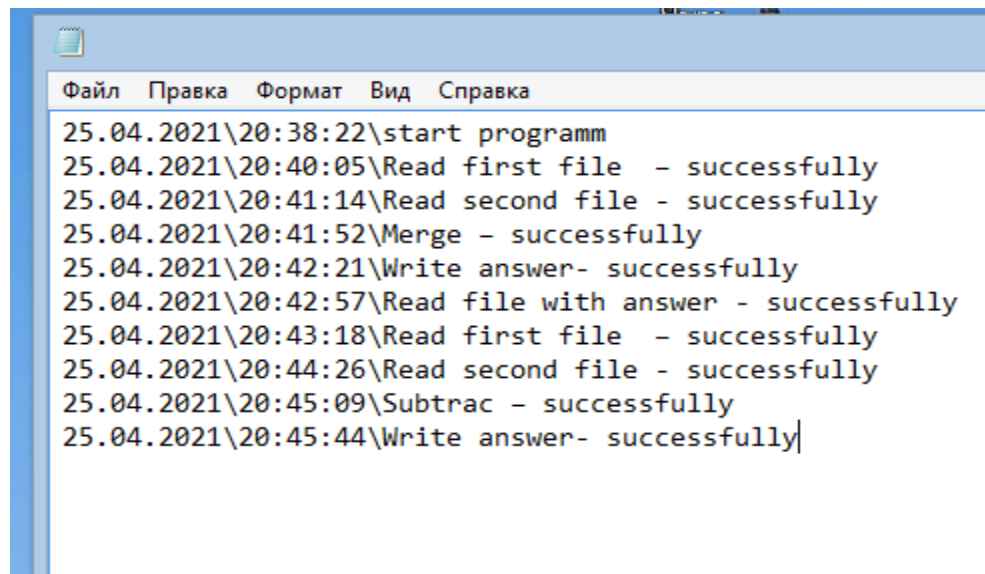 Файл Правка Формат Вид Справка
25.04.2021\20:38:22\start programm
25.04.2021\20:40:05\Read first file  – successfully
25.04.2021\20:41:14\Read second file - successfully
25.04.2021\20:41:52\Merge – successfully
25.04.2021\20:42:21\Write answer- successfully
25.04.2021\20:42:57\Read file with answer - successfully
25.04.2021\20:43:18\Read first file  – successfully
25.04.2021\20:44:26\Read second file - successfully
25.04.2021\20:45:09\Subtrac – successfully
25.04.2021\20:45:44\Write answer- successfully